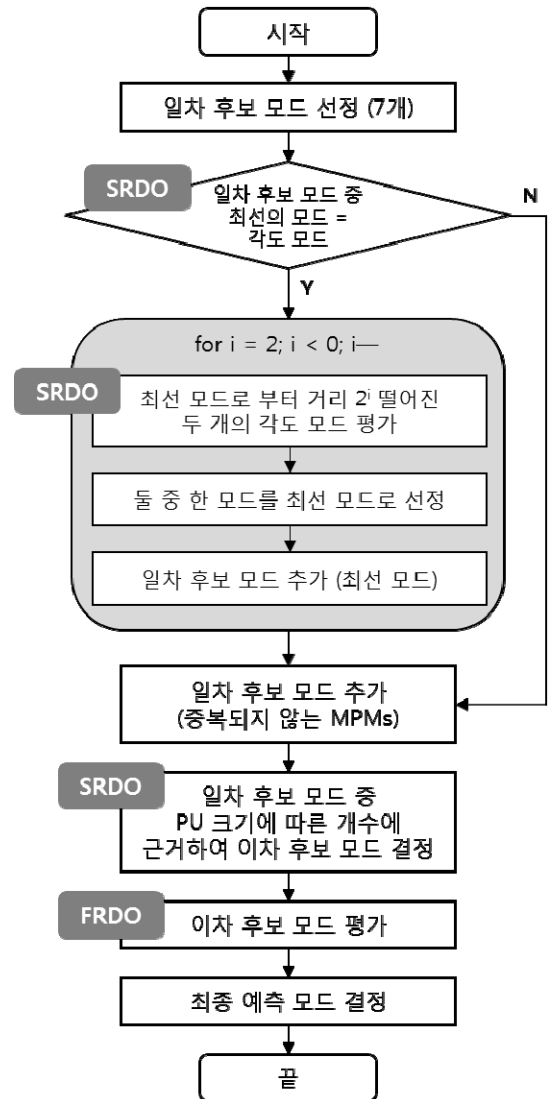 시작
일차 후보 모드 선정 (7개)
SRDO
일차 후보 모드 중
최선의 모드 =
각도 모드
N
Y
for i = 2; i < 0; i—
SRDO
최선 모드로 부터 거리 2ⁱ 떨어진
두 개의 각도 모드 평가
둘 중 한 모드를 최선 모드로 선정
일차 후보 모드 추가 (최선 모드)
일차 후보 모드 추가
(중복되지 않는 MPMs)
SRDO
일차 후보 모드 중
PU 크기에 따른 개수에
근거하여 이차 후보 모드 결정
FRDO
이차 후보 모드 평가
최종 예측 모드 결정
끝